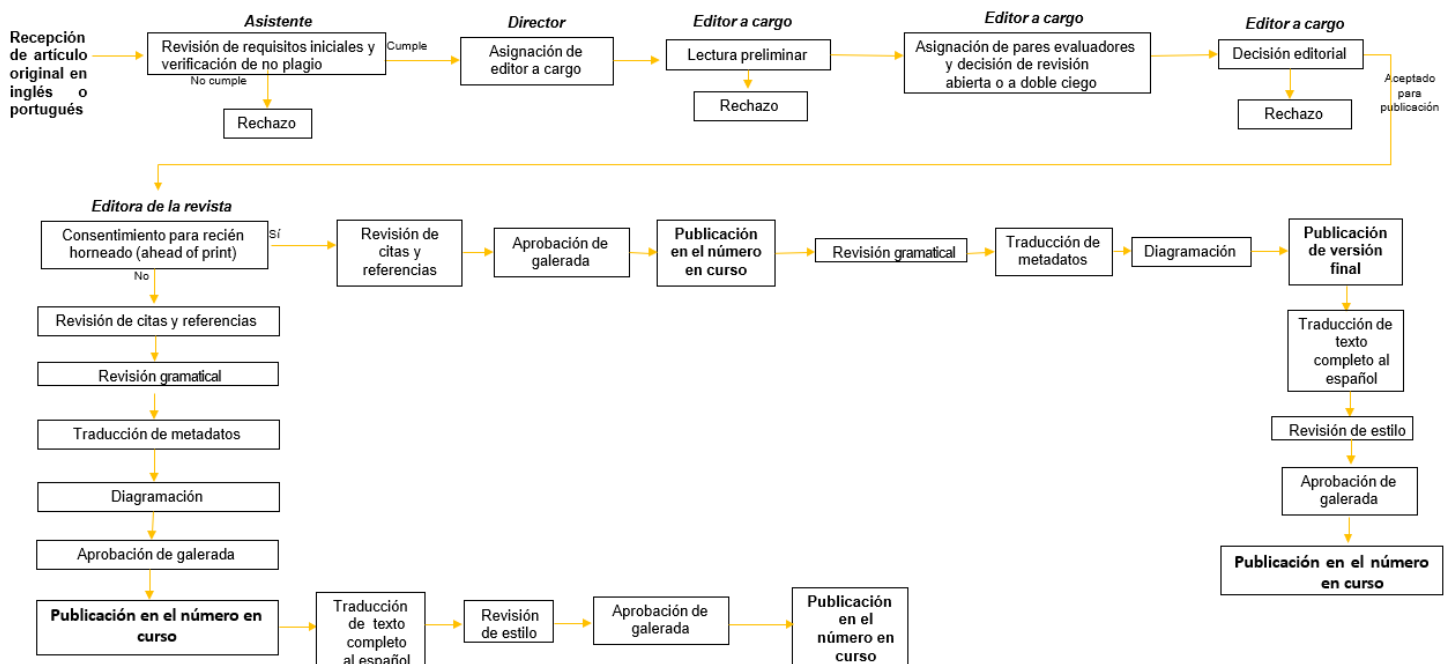 Recepción
de artículo
original en
inglés o
portugués
Asistente
Revisión de requisitos iniciales y
verificación de no plagio
Cumple
No cumple
Rechazo
Director
Asignación de
editor a cargo
Editor a cargo
Lectura preliminar
Rechazo
Editor a cargo
Asignación de pares evaluadores
y decisión de revisión
abierta o a doble ciego
Editor a cargo
Decisión editorial
Rechazo
Aceptado
para
publicación
Editora de la revista
Consentimiento para recién
horneado (ahead of print)
Sí
No
Revisión de
citas y
referencias
Aprobación de
galerada
Publicación
en el número
en curso
Revisión gramatical
Traducción de
metadatos
Diagramación
Publicación
de versión
final
Traducción de
texto
completo al
español
Revisión de estilo
Aprobación de
galerada
Publicación en el número
en curso
Revisión de citas y referencias
Revisión gramatical
Traducción de metadatos
Diagramación
Aprobación de galerada
Publicación en el número en
curso
Traducción
de texto
completo
al español
Revisión
de estilo
Aprobación de
galerada
Publicación
en el
número en
curso